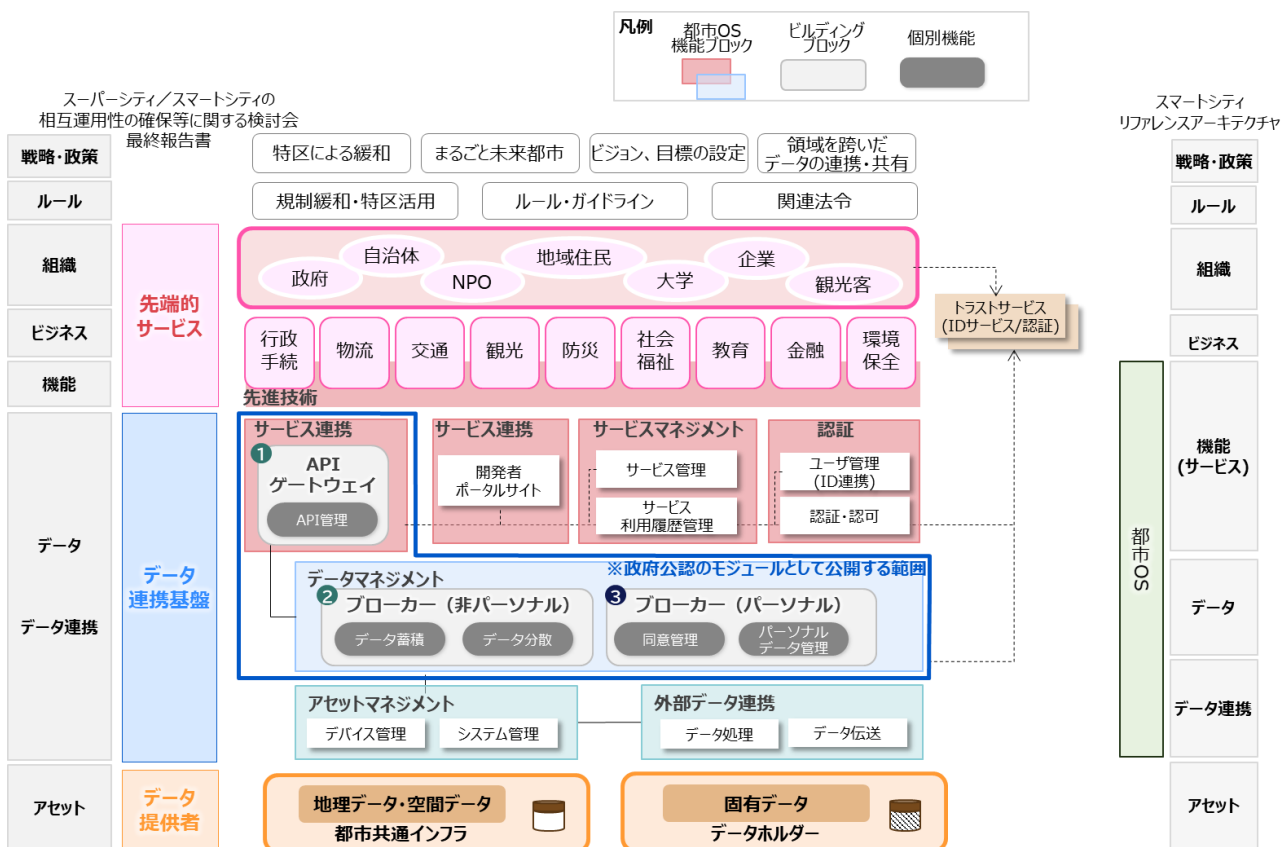 凡例
都市OS
機能ブロック
ビルディング
ブロック
個別機能
スーパーシティ／スマートシティの
相互運用性の確保等に関する検討会
最終報告書
スマートシティ
リファレンスアーキテクチャ
戦略・政策
特区による緩和
まるごと未来都市
ビジョン、目標の設定
領域を跨いだ
データの連携・共有
戦略・政策
ルール
規制緩和・特区活用
ルール・ガイドライン
関連法令
ルール
組織
先端的
サービス
政府
自治体
NPO
地域住民
大学
企業
観光客
トラストサービス
(IDサービス/認証)
組織
ビジネス
行政
手続
物流
交通
観光
防災
社会
福祉
教育
金融
環境
保全
ビジネス
機能
先進技術
機能
(サービス)
データ
データ連携
データ
連携基盤
サービス連携
1
API
ゲートウェイ
API管理
サービス連携
開発者
ポータルサイト
サービスマネジメント
サービス管理
サービス
利用履歴管理
認証
ユーザ管理
(ID連携)
認証・認可
都市OS
※政府公認のモジュールとして公開する範囲
データマネジメント
2
ブローカー（非パーソナル）
データ蓄積
データ分散
3
ブローカー（パーソナル）
同意管理
パーソナル
データ管理
データ
アセットマネジメント
デバイス管理
システム管理
外部データ連携
データ処理
データ伝送
データ連携
アセット
データ
提供者
地理データ・空間データ
都市共通インフラ
固有データ
データホルダー
アセット